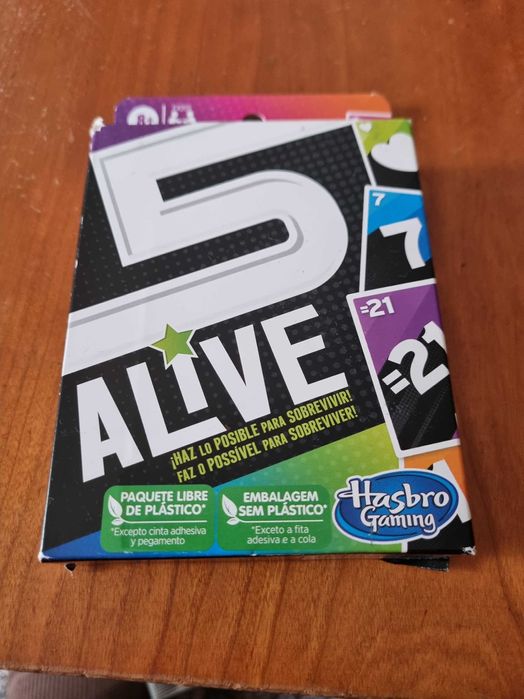 8+
5
ALIVE
¡HAZ LO POSIBLE PARA SOBREVIVIR!
FAZ O POSSÍVEL PARA SOBREVIVER!
7
7
=21
=21
PAQUETE LIBRE
DE PLÁSTICO*
*Excepto cinta adhesiva
y pegamento
EMBALAGEM
SEM PLÁSTICO*
*Exceto a fita
adesiva e a cola
Hasbro
Gaming